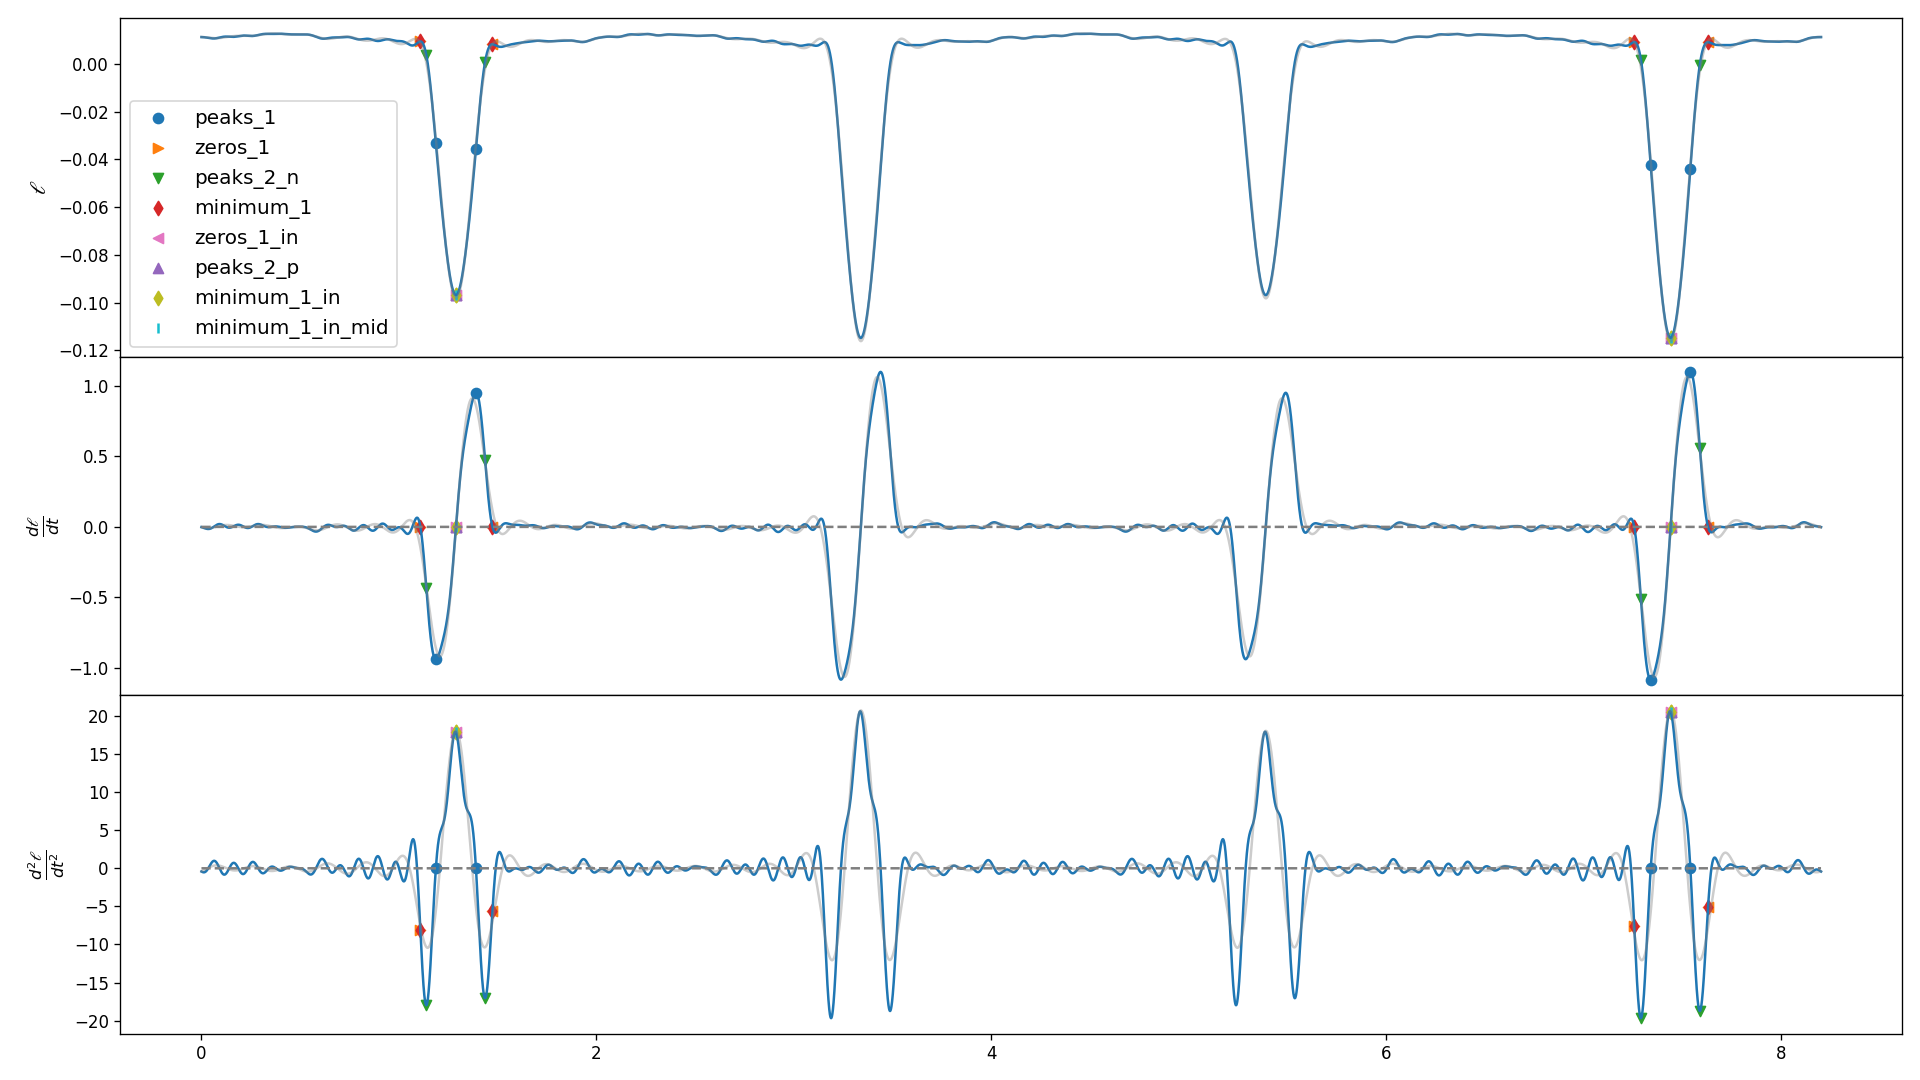 0.00
−0.02
−0.04
−0.06
−0.08
−0.10
−0.12
ℓ
peaks_1
zeros_1
peaks_2_n
minimum_1
zeros_1_in
peaks_2_p
minimum_1_in
minimum_1_in_mid
1.0
0.5
0.0
−0.5
−1.0
dℓ
dt
20
15
10
5
0
−5
−10
−15
−20
d²ℓ
dt²
0 2 4 6 8